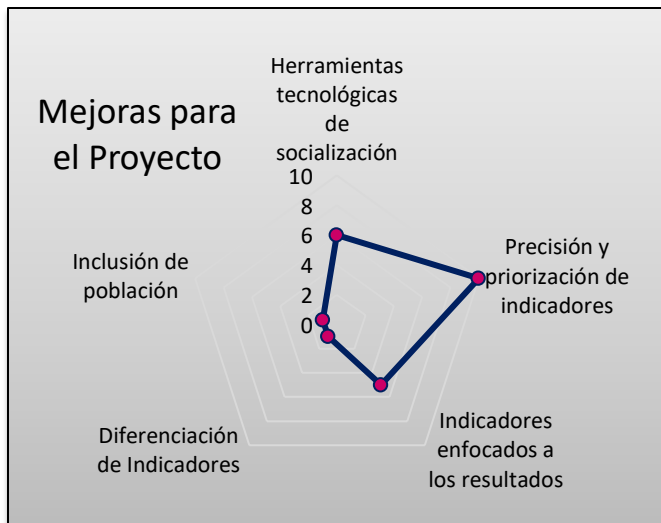 Mejoras para
el Proyecto
Herramientas
tecnológicas
de
socialización
10
8
6
4
2
0
Precisión y
priorización de
indicadores
Indicadores
enfocados a
los resultados
Diferenciación
de Indicadores
Inclusión de
población